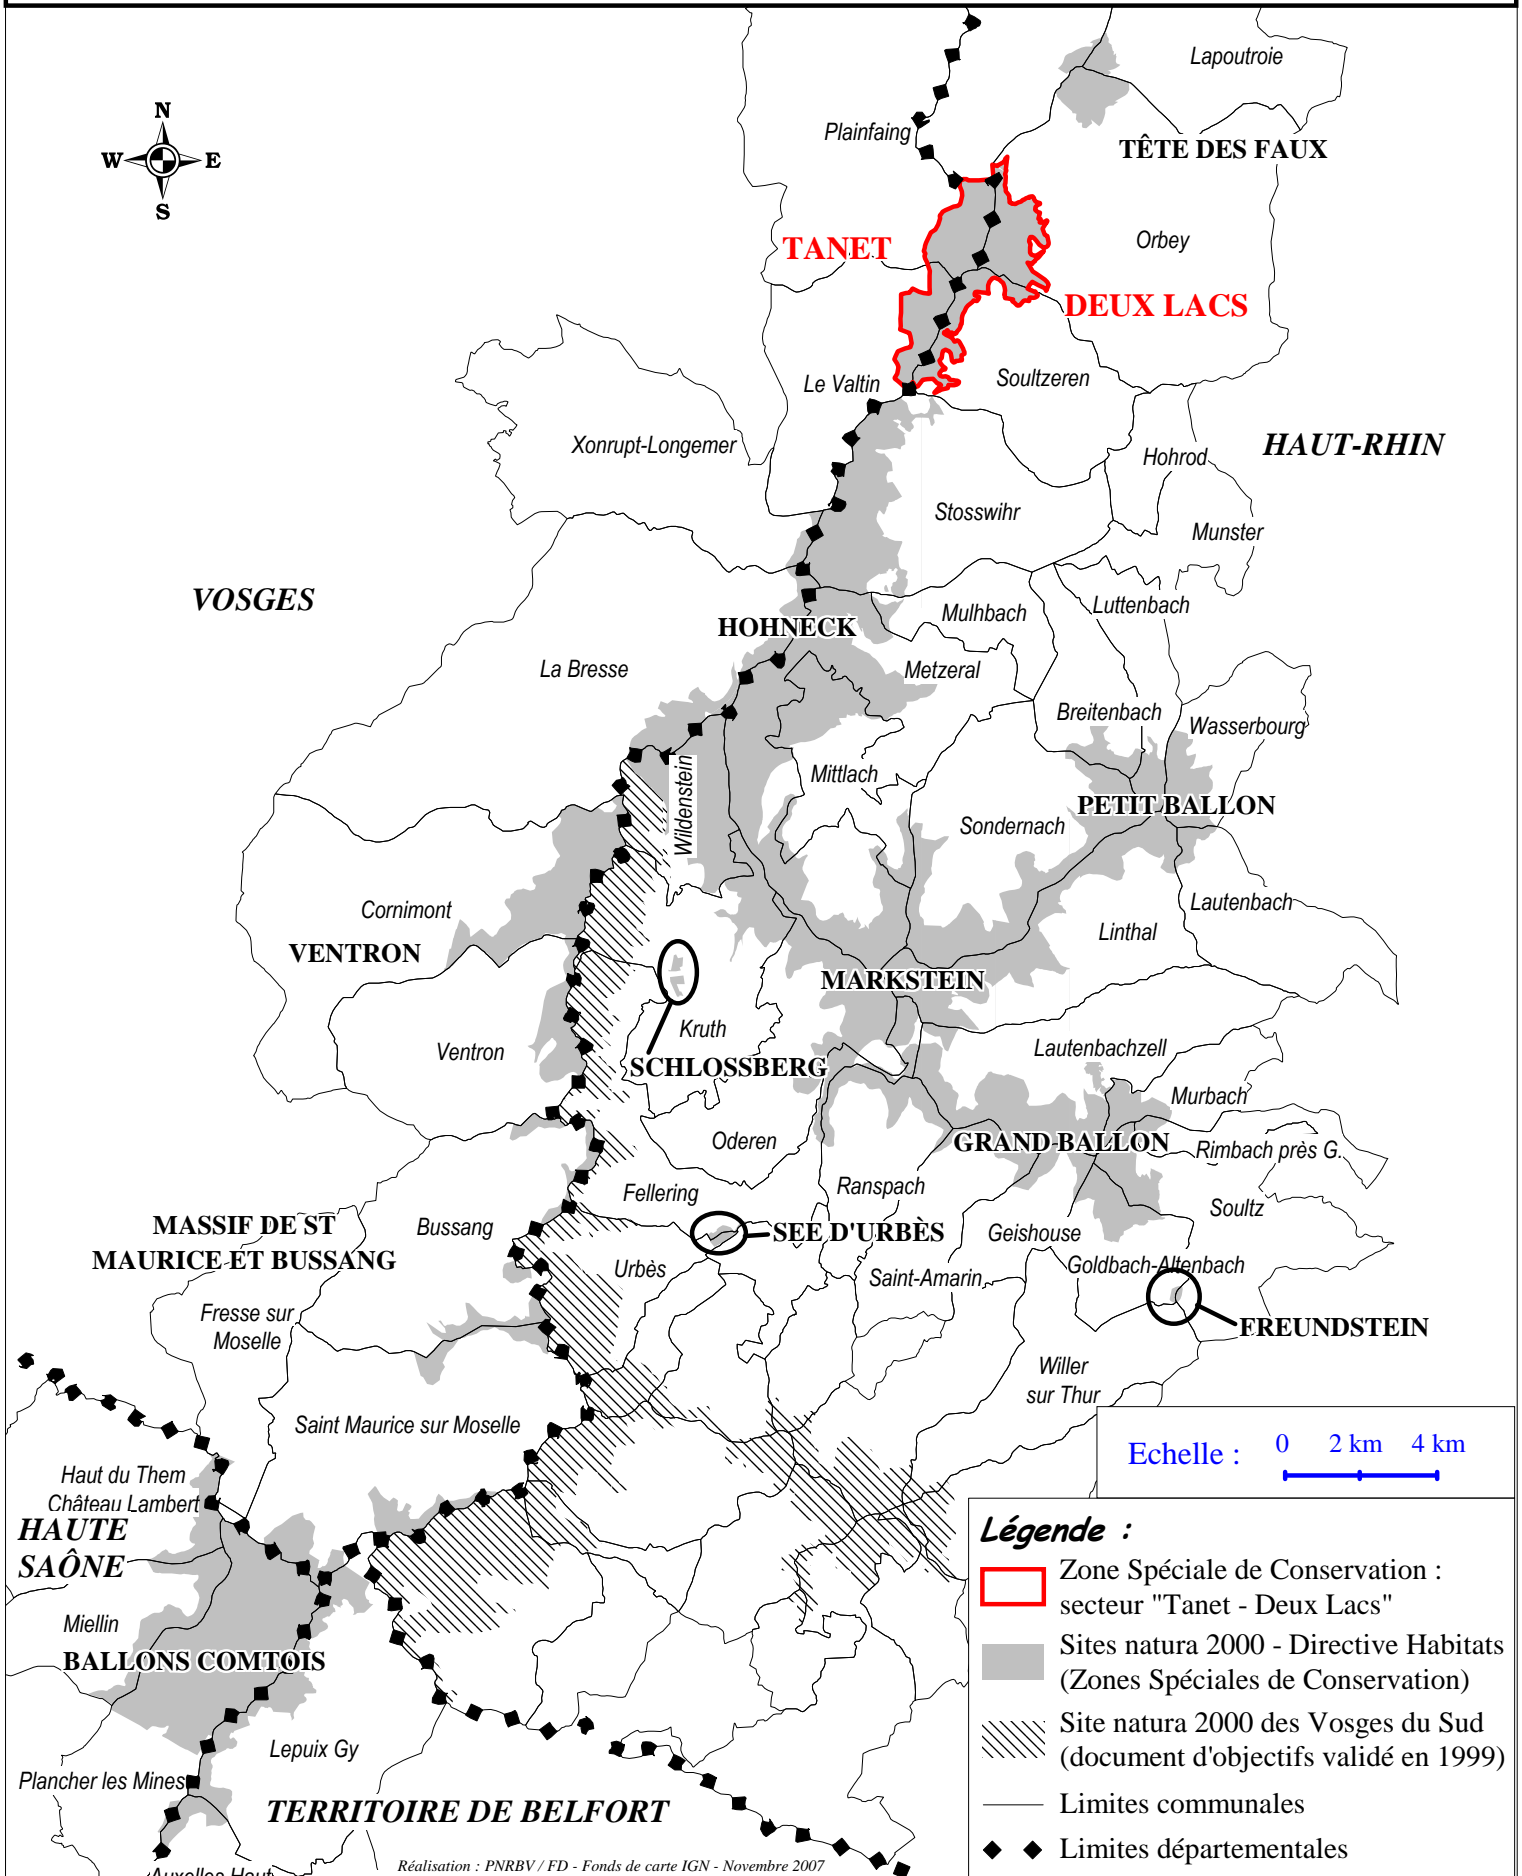 Lapoutroie
N
Plainfaing
TÊTE DES FAUX
W
E
S
Orbey
TANET
DEUX LACS
Le Valtin
Soultzeren
Xonrupt-Longemer
HAUT-RHIN
Hohrod
Stosswihr
Munster
VOSGES
Luttenbach
Mulhbach
HOHNECK
La Bresse
Metzeral
Breitenbach
Wasserbourg
Mittlach
Wildenstein
PETIT BALLON
Sondernach
Cornimont
Lautenbach
Linthal
VENTRON
MARKSTEIN
Kruth
Ventron
Lautenbachzell
SCHLOSSBERG
Murbach
Oderen
GRAND BALLON
Rimbach près G.
Fellering
Ranspach
Soultz
MASSIF DE ST
MAURICE ET BUSSANG
Bussang
SEE D'URBÈS
Geishouse
Urbès
Saint-Amarin
Goldbach-Altenbach
Fresse sur
Moselle
FREUNDSTEIN
Willer
sur Thur
Saint Maurice sur Moselle
Echelle :
0 2 km 4 km
Haut du Them
Château Lambert
HAUTE
SAÔNE
Miellin
BALLONS COMTOIS
Lepuix Gy
Plancher les Mines
TERRITOIRE DE BELFORT
Auxelles Haut
Légende :
Zone Spéciale de Conservation :
secteur "Tanet - Deux Lacs"
Sites natura 2000 - Directive Habitats
(Zones Spéciales de Conservation)
Site natura 2000 des Vosges du Sud
(document d'objectifs validé en 1999)
Limites communales
Limites départementales
Réalisation : PNRBV / FD - Fonds de carte IGN - Novembre 2007